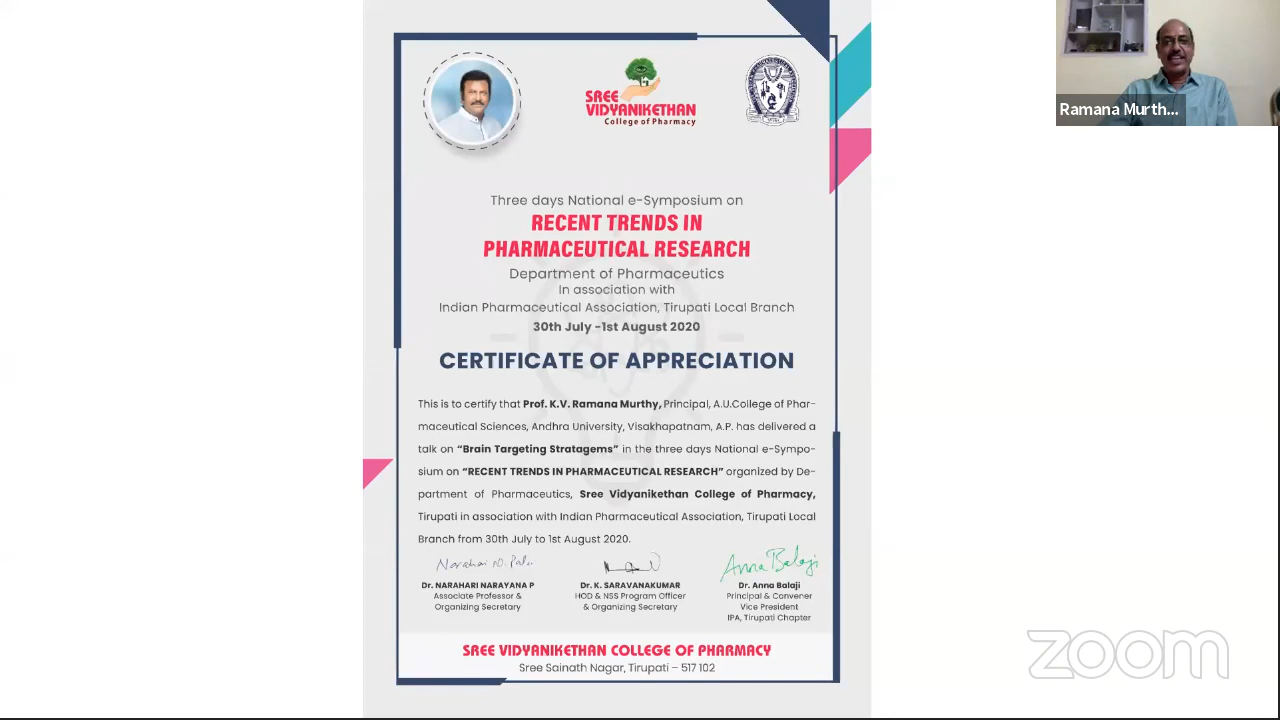 Ramana Murth...
SREE
VIDYANIKETHAN
College of Pharmacy
Three days National e-Symposium on
RECENT TRENDS IN
PHARMACEUTICAL RESEARCH
Department of Pharmaceutics
In association with
Indian Pharmaceutical Association, Tirupati Local Branch
30th July -1st August 2020
CERTIFICATE OF APPRECIATION
This is to certify that Prof. K.V. Ramana Murthy, Principal, A.U.College of Phar-
maceutical Sciences, Andhra University, Visakhapatnam, A.P. has delivered a
talk on "Brain Targeting Stratagems" in the three days National e-Sympo-
sium on "RECENT TRENDS IN PHARMACEUTICAL RESEARCH" organized by De-
partment of Pharmaceutics, Sree Vidyanikethan College of Pharmacy,
Tirupati in association with Indian Pharmaceutical Association, Tirupati Local
Branch from 30th July to 1st August 2020.
Anna Balaji
Dr. NARAHARI NARAYANA P
Associate Professor &
Organizing Secretary
Dr. K. SARAVANAKUMAR
HOD & NSS Program Officer
& Organizing Secretary
Dr. Anna Balaji
Principal & Convener
Vice President
IPA, Tirupati Chapter
SREE VIDYANIKETHAN COLLEGE OF PHARMACY
Sree Sainath Nagar, Tirupati – 517 102
zoom